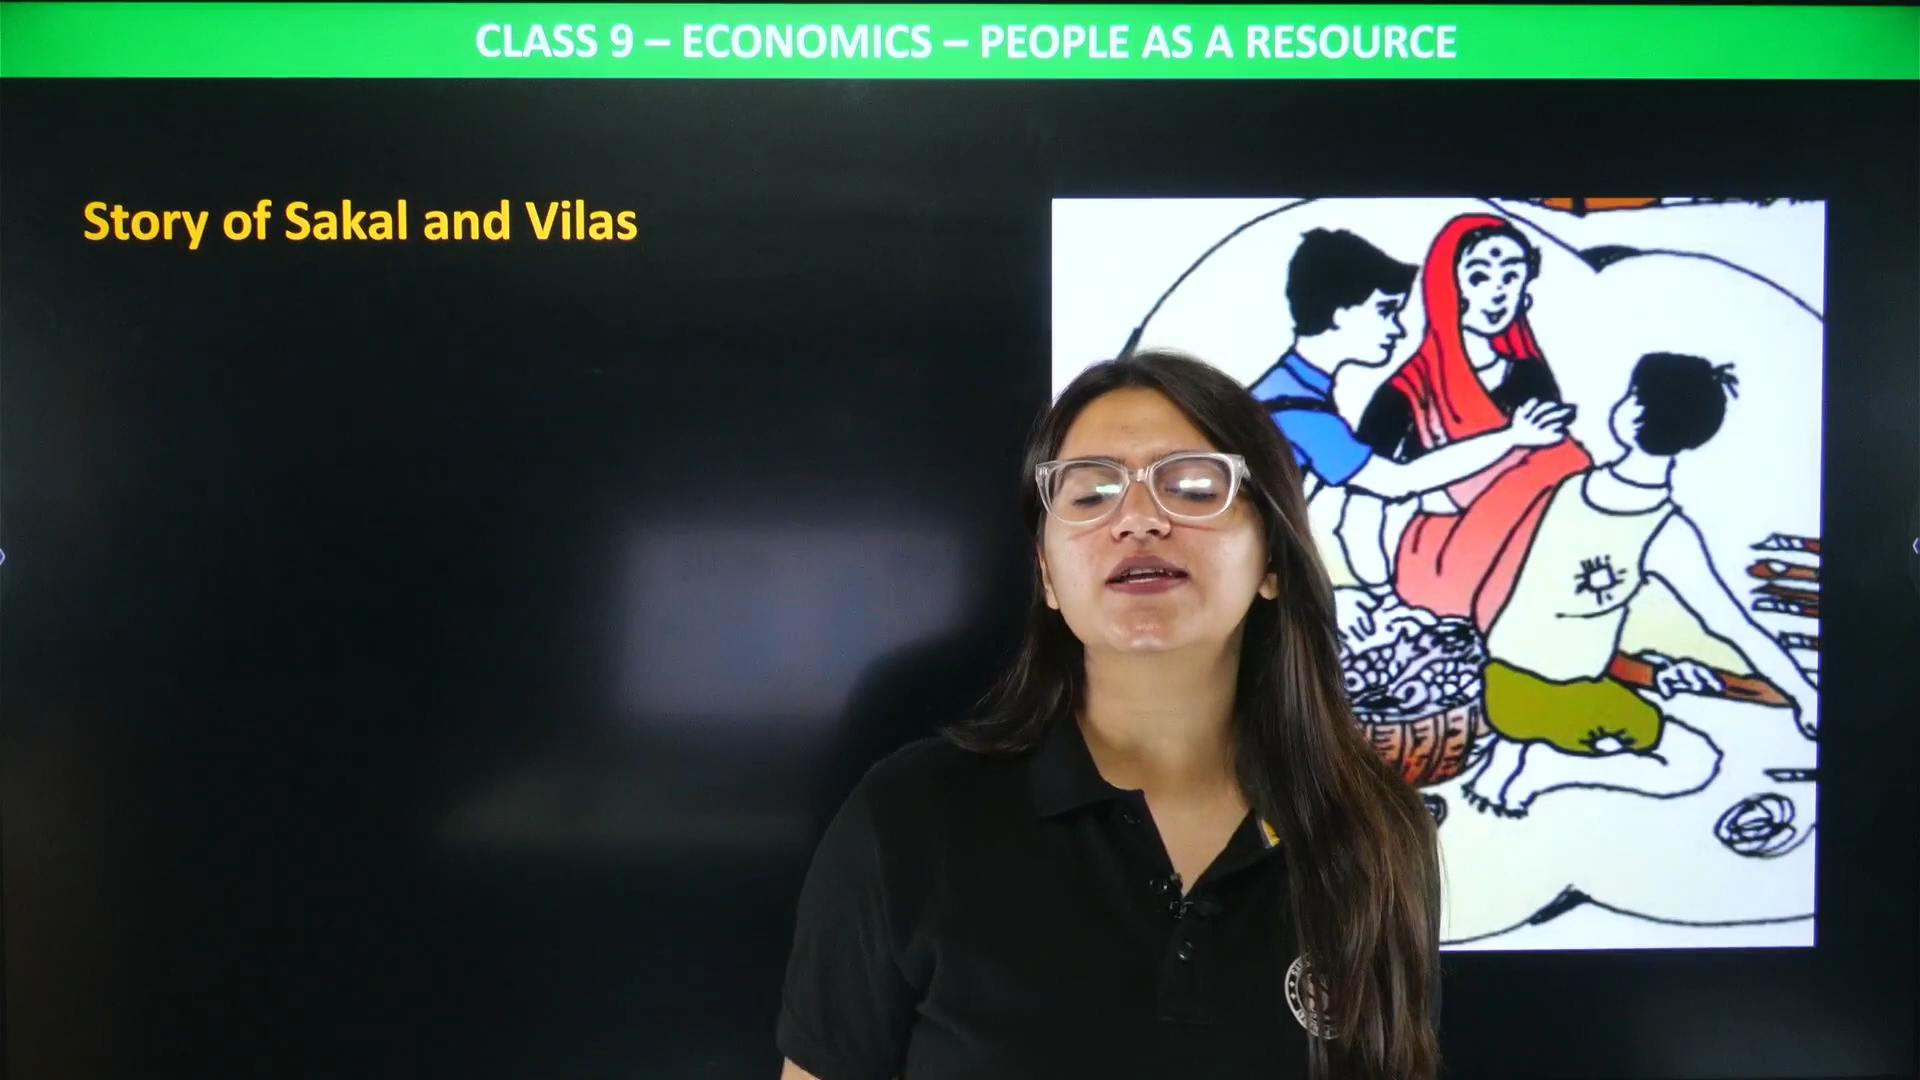 CLASS 9 – ECONOMICS – PEOPLE AS A RESOURCE
Story of Sakal and Vilas